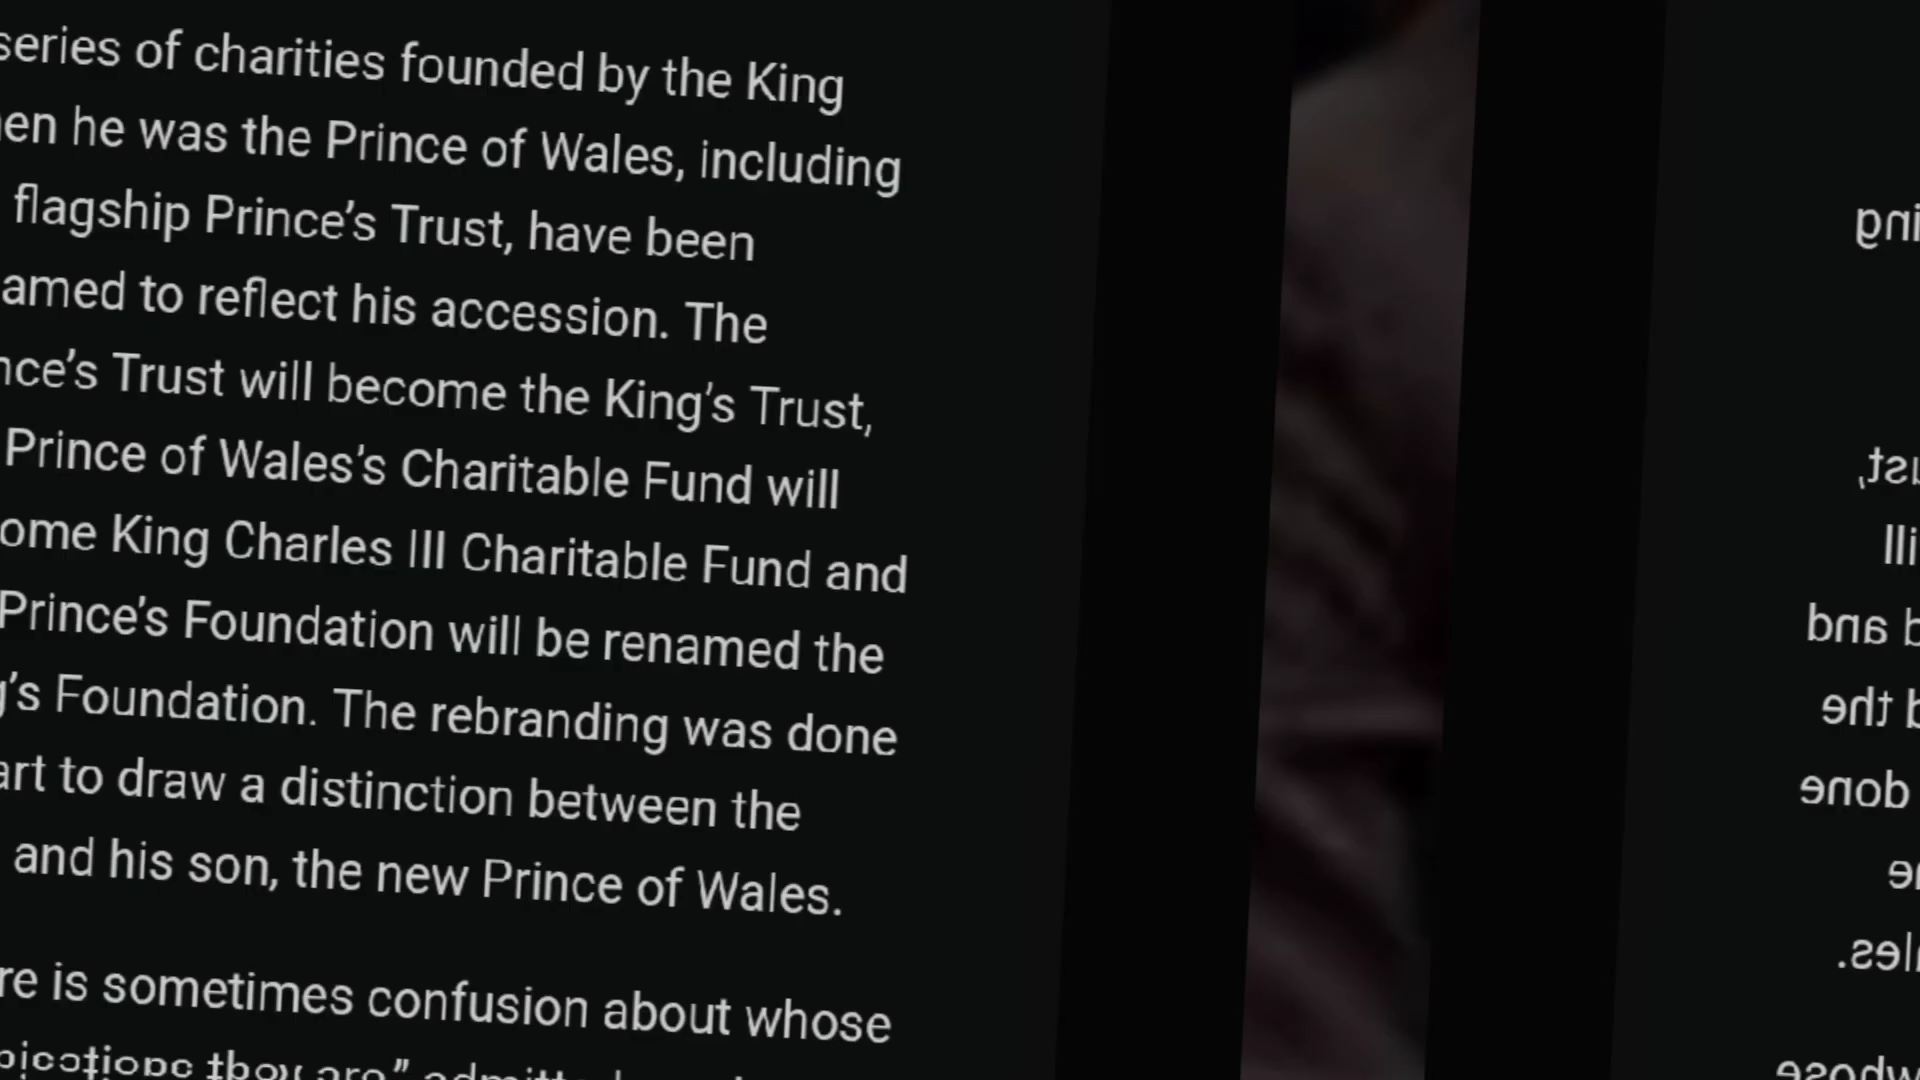 series of charities founded by the King
en he was the Prince of Wales, including
flagship Prince’s Trust, have been
amed to reflect his accession. The
nce’s Trust will become the King’s Trust,
Prince of Wales’s Charitable Fund will
ome King Charles III Charitable Fund and
Prince’s Foundation will be renamed the
g’s Foundation. The rebranding was done
art to draw a distinction between the
and his son, the new Prince of Wales.
re is sometimes confusion about whose
they are”